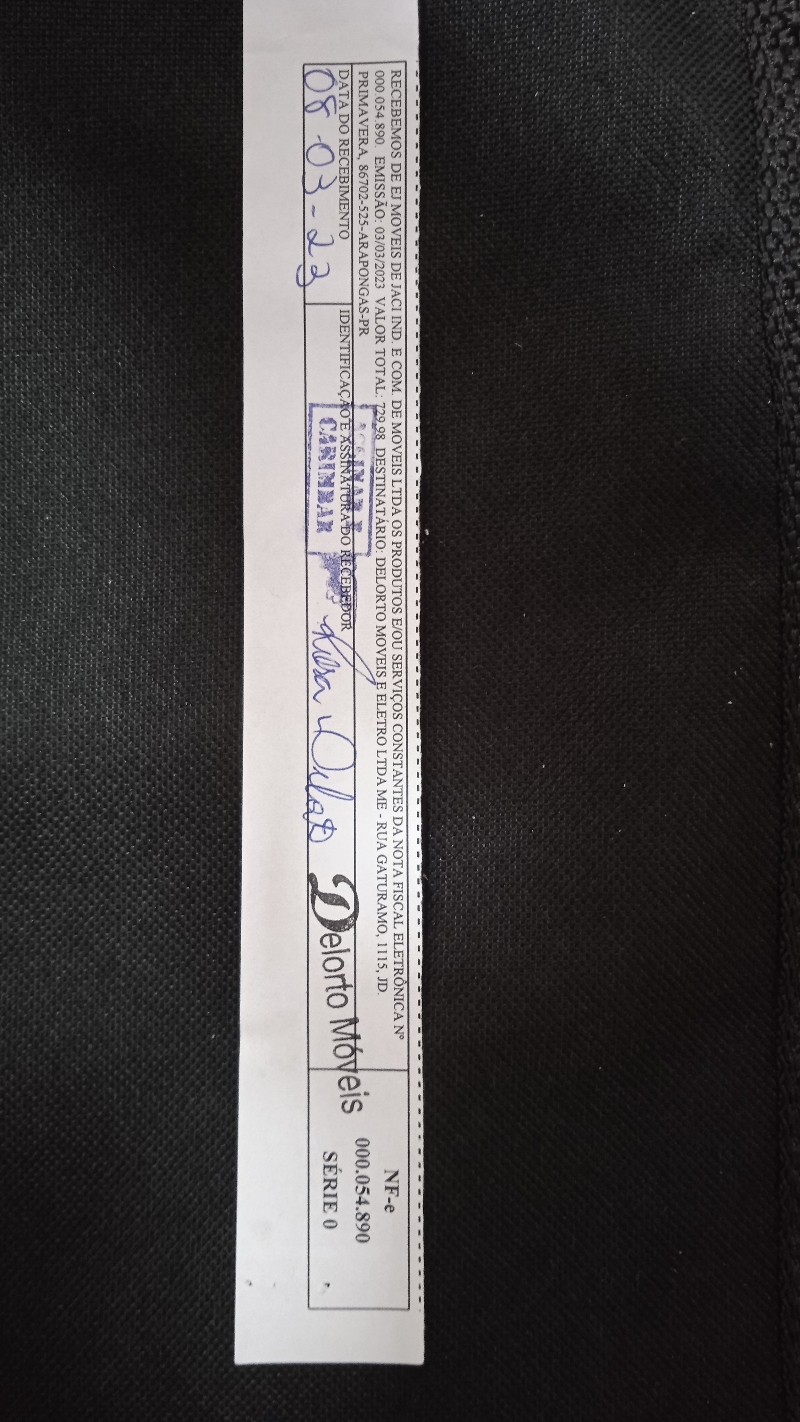 RECEBEMOS DE EJ MOVEIS DE JACI IND. E COM. DE MOVEIS LTDA OS PRODUTOS E/OU SERVIÇOS CONSTANTES DA NOTA FISCAL ELETRÔNICA Nº
000.054.890. EMISSÃO: 03/03/2023 VALOR TOTAL: 729,98 DESTINATÁRIO: DELORTO MOVEIS E ELETRO LTDA ME - RUA GATURAMO, 1115, JD.
PRIMAVERA, 86702-525-ARAPONGAS-PR
DATA DO RECEBIMENTO
08-03-23
IDENTIFICAÇAO E ASSINATURA DO RECEBEDOR
CARIMBAR
Delorto Móveis
NF-e
000.054.890
SÉRIE 0